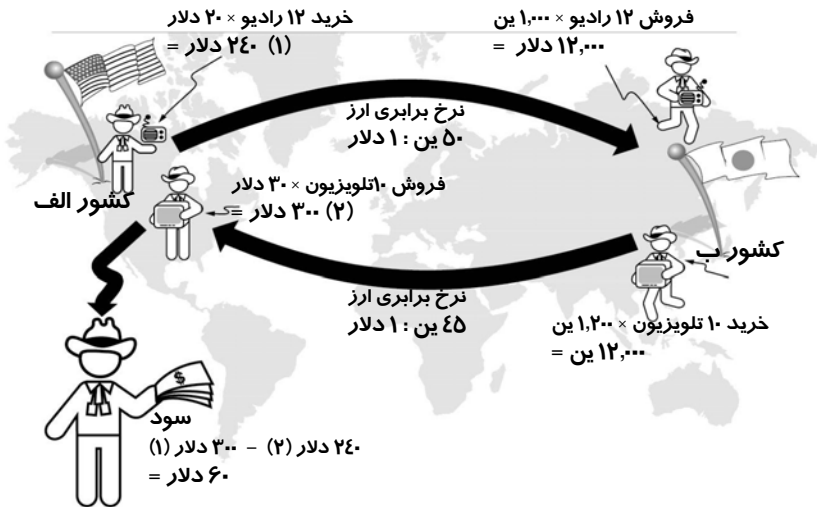 خرید ۱۲ رادیو × ۲۰ دلار
(۱) ۲۴۰ دلار =
فروش ۱۲ رادیو × ۱,۰۰۰ ین
۱۲,۰۰۰ دلار =
نرخ برابری ارز
۵۰ ین : ۱ دلار
کشور الف
فروش ۱۰تلویزیون × ۳۰ دلار
(۲) ۳۰۰ دلار =
کشور ب
نرخ برابری ارز
۴۵ ین : ۱ دلار
خرید ۱۰ تلویزیون × ۱,۲۰۰ ین
۱۲,۰۰۰ ین =
$
سود
۲۴۰ دلار (۲) – ۳۰۰ دلار (۱)
۶۰ دلار =